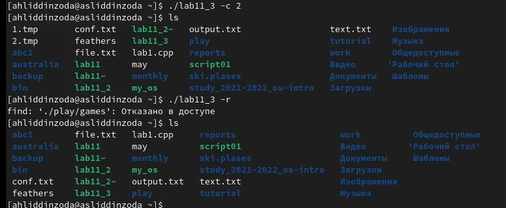 [ahliddinzoda@asliddinzoda ~]$ ./lab11_3 -c 2
[ahliddinzoda@asliddinzoda ~]$ ls
1.tmp conf.txt lab11_2~ output.txt text.txt Изображения
2.tmp feathers lab11_3 play tutorial Музыка
abc1 file.txt lab1.cpp reports work Общедоступные
australia lab11 may script01 Видео 'Рабочий стол'
backup lab11~ monthly ski.plases Документы Шаблоны
bin lab11_2 my_os study_2021-2022_os-intro Загрузки
[ahliddinzoda@asliddinzoda ~]$ ./lab11_3 -r
find: './play/games': Отказано в доступе
[ahliddinzoda@asliddinzoda ~]$ ls
abc1 file.txt lab1.cpp reports work Общедоступные
australia lab11 may script01 Видео 'Рабочий стол'
backup lab11~ monthly ski.plases Документы Шаблоны
bin lab11_2 my_os study_2021-2022_os-intro Загрузки
conf.txt lab11_2~ output.txt text.txt Изображения
feathers lab11_3 play tutorial Музыка
[ahliddinzoda@asliddinzoda ~]$